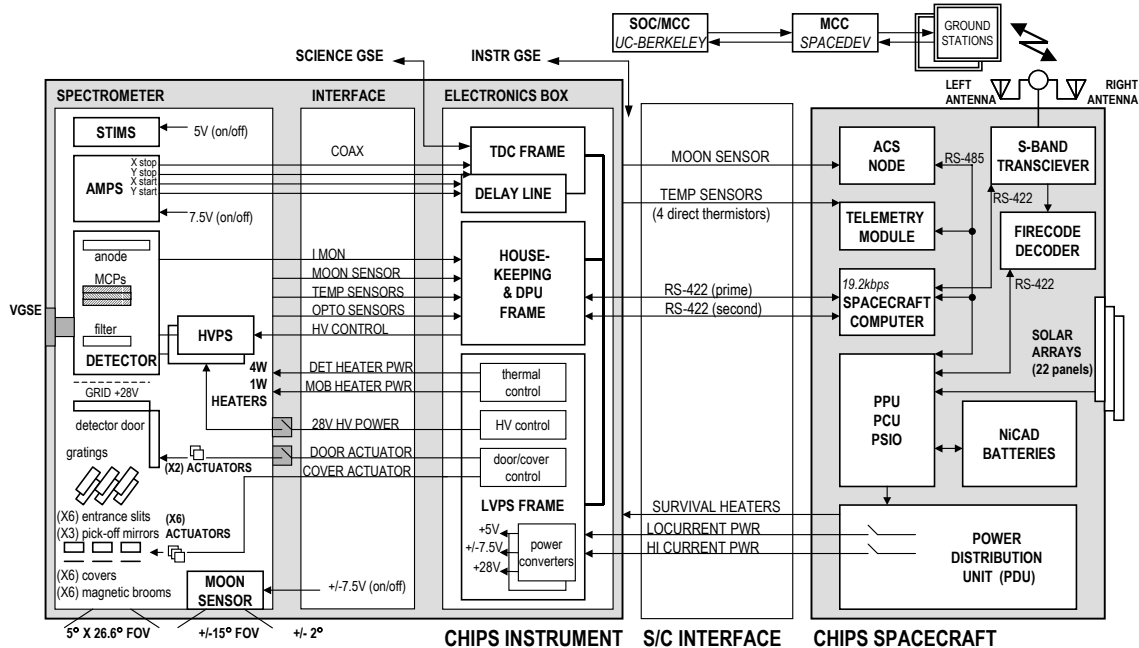 SOC/MCC
UC-BERKELEY
MCC
SPACEDEV
GROUND
STATIONS
SCIENCE GSE
INSTR GSE
LEFT
ANTENNA
RIGHT
ANTENNA
SPECTROMETER
INTERFACE
ELECTRONICS BOX
STIMS
5V (on/off)
AMPS
X stop
Y stop
X start
Y start
7.5V (on/off)
COAX
TDC FRAME
DELAY LINE
MOON SENSOR
TEMP SENSORS
(4 direct thermistors)
ACS
NODE
RS-485
S-BAND
TRANSCIEVER
RS-422
TELEMETRY
MODULE
FIRECODE
DECODER
RS-422
anode
MCPs
filter
DETECTOR
VGSE
HVPS
I MON
MOON SENSOR
TEMP SENSORS
OPTO SENSORS
HV CONTROL
HOUSE-
KEEPING
& DPU
FRAME
RS-422 (prime)
RS-422 (second)
19.2kbps
SPACECRAFT
COMPUTER
SOLAR
ARRAYS
(22 panels)
4W
1W
HEATERS
DET HEATER PWR
MOB HEATER PWR
thermal
control
GRID +28V
detector door
28V HV POWER
HV control
PPU
PCU
PSIO
NiCAD
BATTERIES
gratings
(X2) ACTUATORS
DOOR ACTUATOR
COVER ACTUATOR
door/cover
control
LVPS FRAME
(X6) entrance slits
(X3) pick-off mirrors
(X6)
ACTUATORS
+5V
+/-7.5V
+28V
power
converters
SURVIVAL HEATERS
LOCURRENT PWR
HI CURRENT PWR
POWER
DISTRIBUTION
UNIT (PDU)
(X6) covers
(X6) magnetic brooms
MOON
SENSOR
+/-7.5V (on/off)
5° X 26.6° FOV
+/-15° FOV
+/- 2°
CHIPS INSTRUMENT
S/C INTERFACE
CHIPS SPACECRAFT